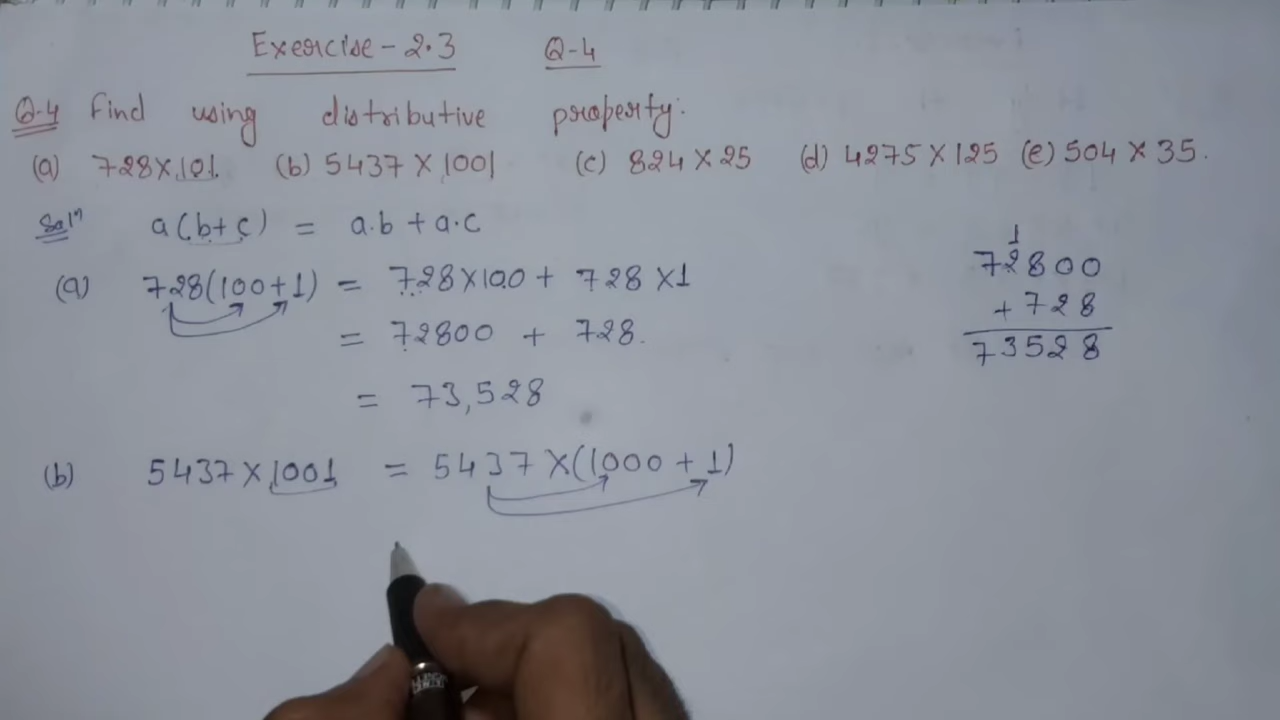 Exercise - 2.3 Q-4
Q-4 Find using distributive property:
(a) 728×101. (b) 5437 × 1001 (c) 824 × 25 (d) 4275 × 125 (e) 504 × 35.
Solⁿ a(b+c) = a.b + a.c
(a) 728(100+1) = 728×100 + 728 ×1
= 72800 + 728.
= 73,528
1
72800
+ 728
73528
(b) 5437 × 1001 = 5437 ×(1000 + 1)